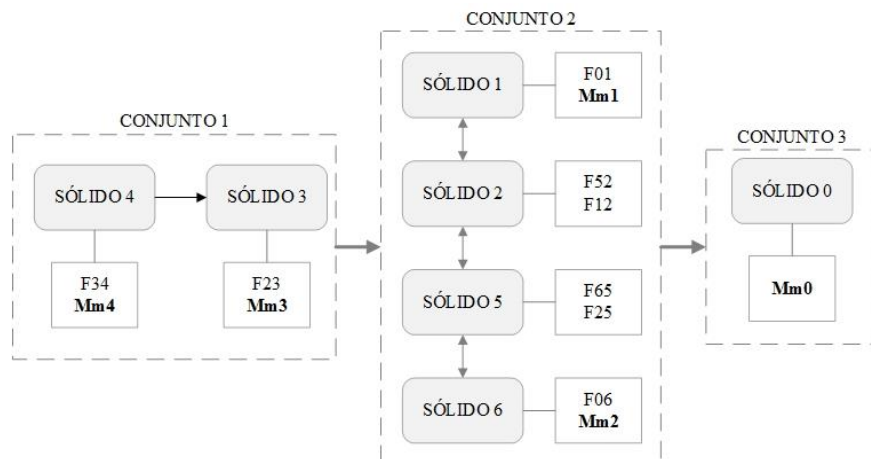 CONJUNTO 1
SÓLIDO 4
SÓLIDO 3
F34
Mm4
F23
Mm3
CONJUNTO 2
SÓLIDO 1
F01
Mm1
SÓLIDO 2
F52
F12
SÓLIDO 5
F65
F25
SÓLIDO 6
F06
Mm2
CONJUNTO 3
SÓLIDO 0
Mm0